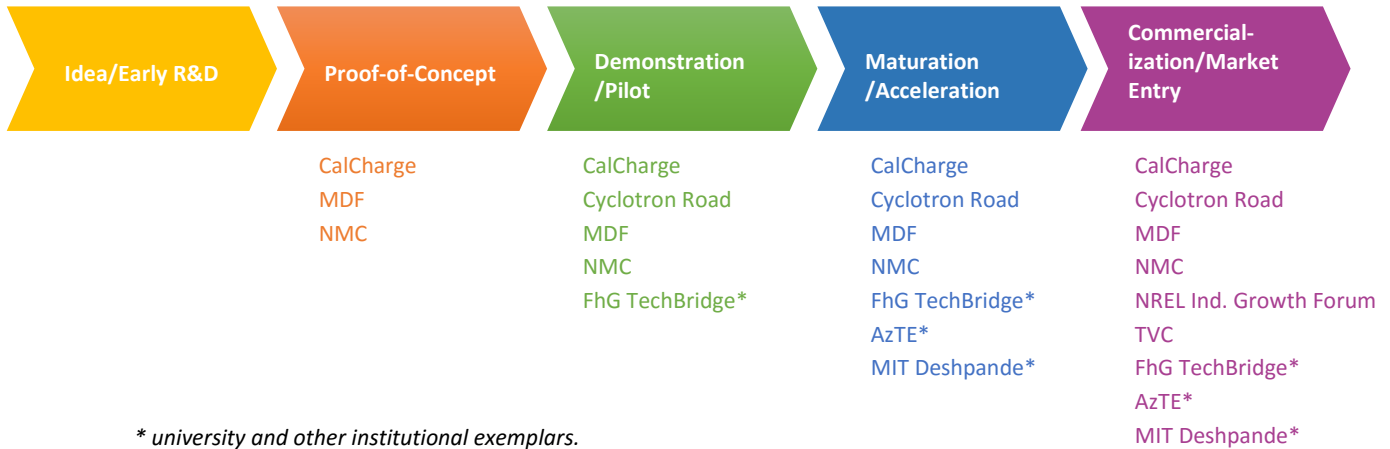 Idea/Early R&D
Proof-of-Concept
Demonstration
/Pilot
Maturation
/Acceleration
Commercial-
ization/Market
Entry
CalCharge
MDF
NMC
CalCharge
Cyclotron Road
MDF
NMC
FhG TechBridge*
CalCharge
Cyclotron Road
MDF
NMC
FhG TechBridge*
AzTE*
MIT Deshpande*
CalCharge
Cyclotron Road
MDF
NMC
NREL Ind. Growth Forum
TVC
FhG TechBridge*
AzTE*
MIT Deshpande*
* university and other institutional exemplars.